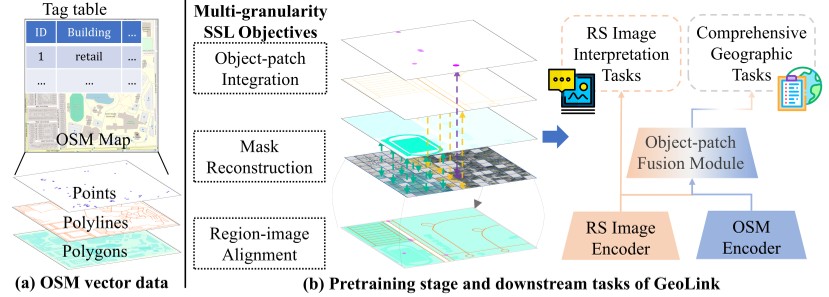 Tag table
ID Building ...
1 retail ...
... ... ...
OSM Map
Points
Polylines
Polygons
(a) OSM vector data
Multi-granularity
SSL Objectives
Object-patch
Integration
Mask
Reconstruction
Region-image
Alignment
RS Image
Interpretation
Tasks
Comprehensive
Geographic
Tasks
Object-patch
Fusion Module
RS Image
Encoder
OSM
Encoder
(b) Pretraining stage and downstream tasks of GeoLink